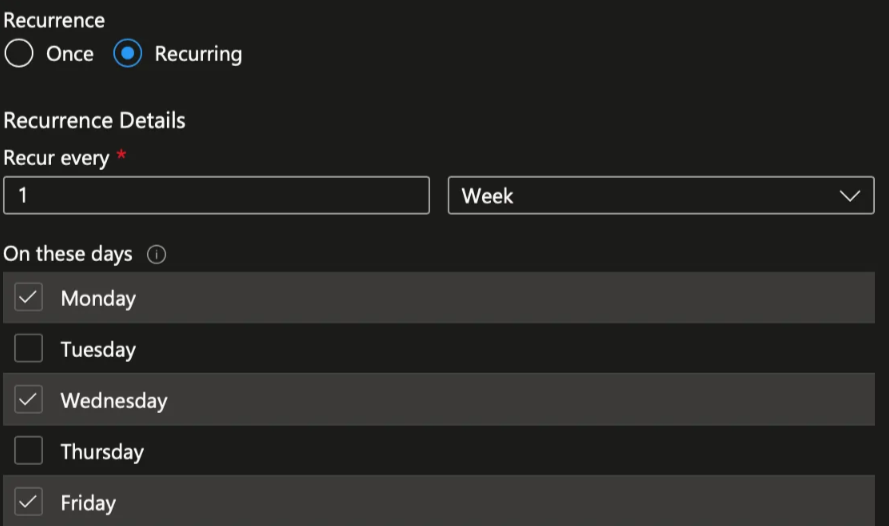 Recurrence
Once Recurring
Recurrence Details
Recur every *
1 Week
On these days
Monday
Tuesday
Wednesday
Thursday
Friday